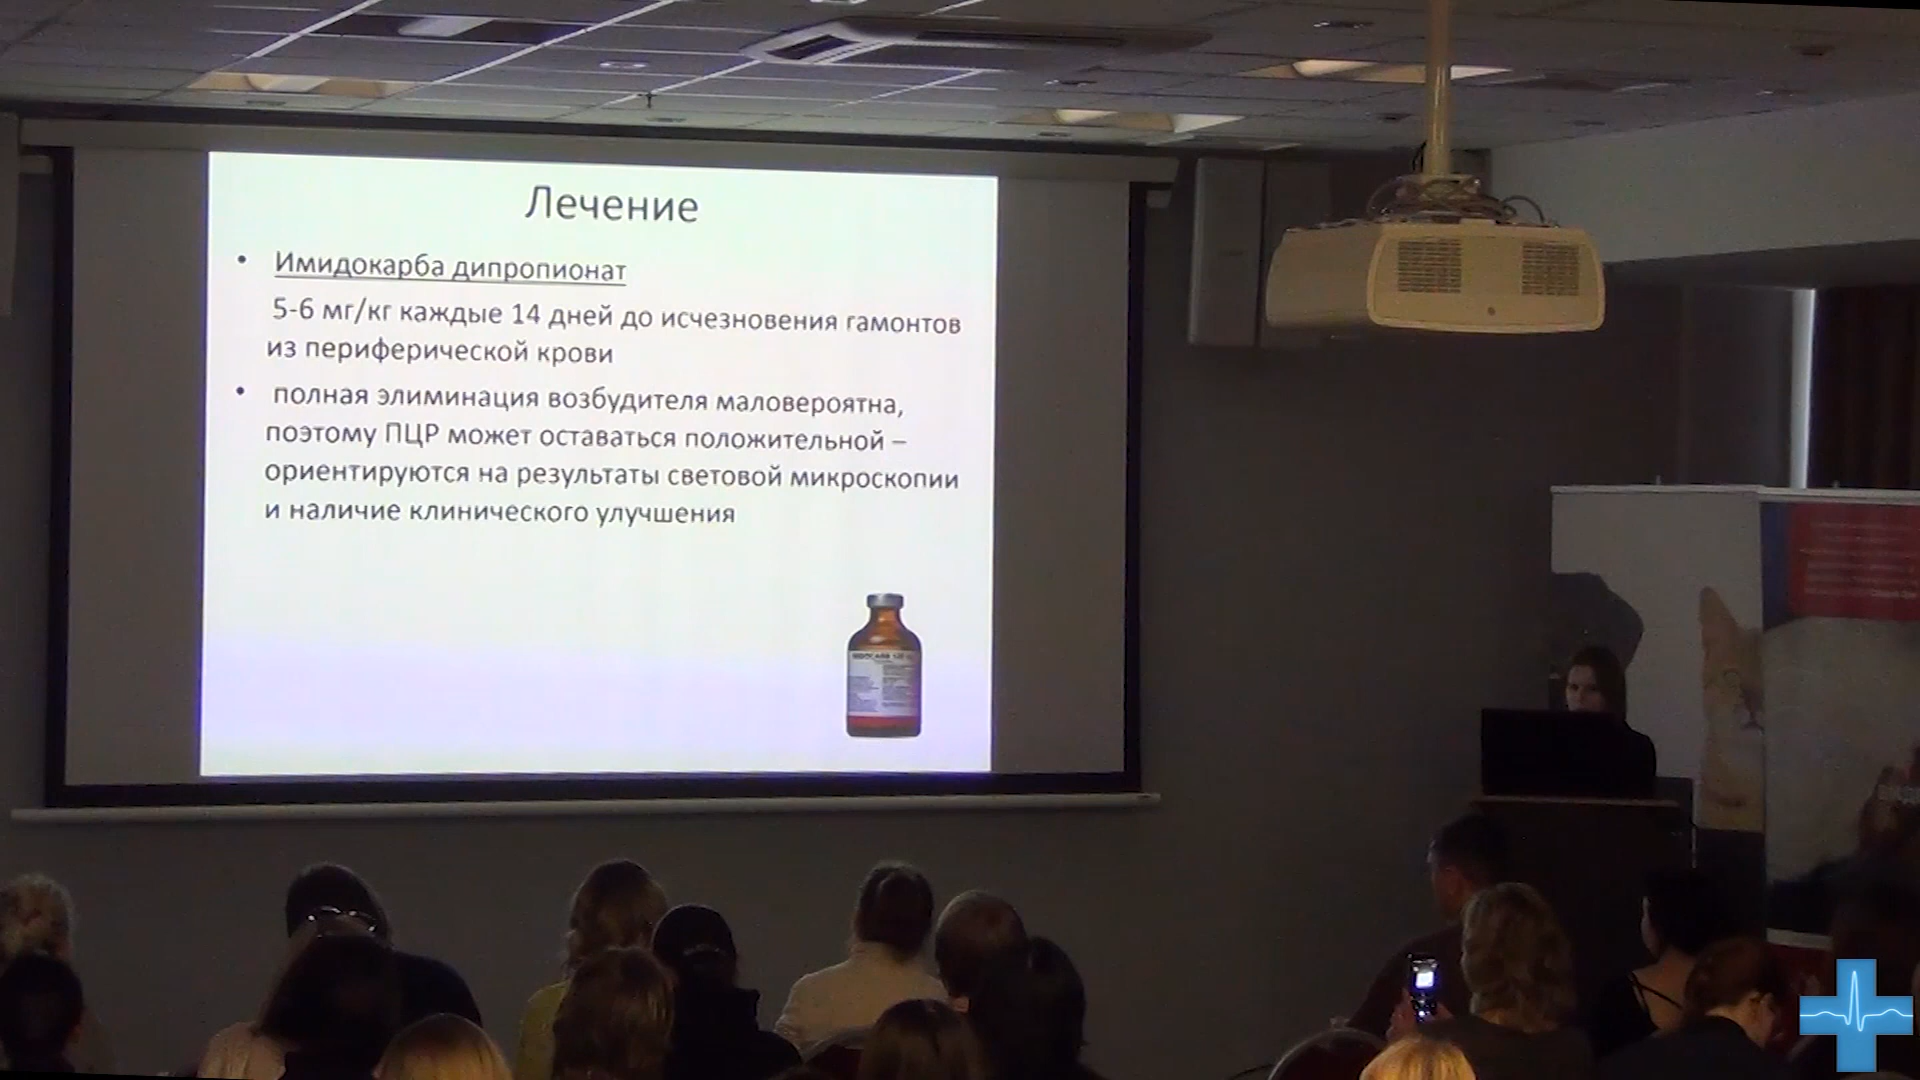 Лечение
• Имидокарба дипропионат
5-6 мг/кг каждые 14 дней до исчезновения гамонтов
из периферической крови
• полная элиминация возбудителя маловероятна,
поэтому ПЦР может оставаться положительной –
ориентируются на результаты световой микроскопии
и наличие клинического улучшения